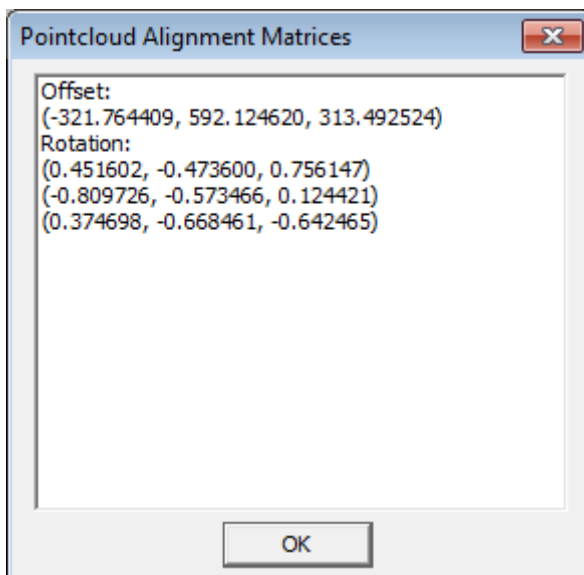 Pointcloud Alignment Matrices
Offset:
(-321.764409, 592.124620, 313.492524)
Rotation:
(0.451602, -0.473600, 0.756147)
(-0.809726, -0.573466, 0.124421)
(0.374698, -0.668461, -0.642465)
OK